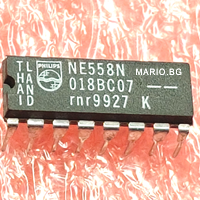 TL
HA
AN
ID
PHILIPS
NE558N
MARIO.BG
018BC07
rnr9927 K